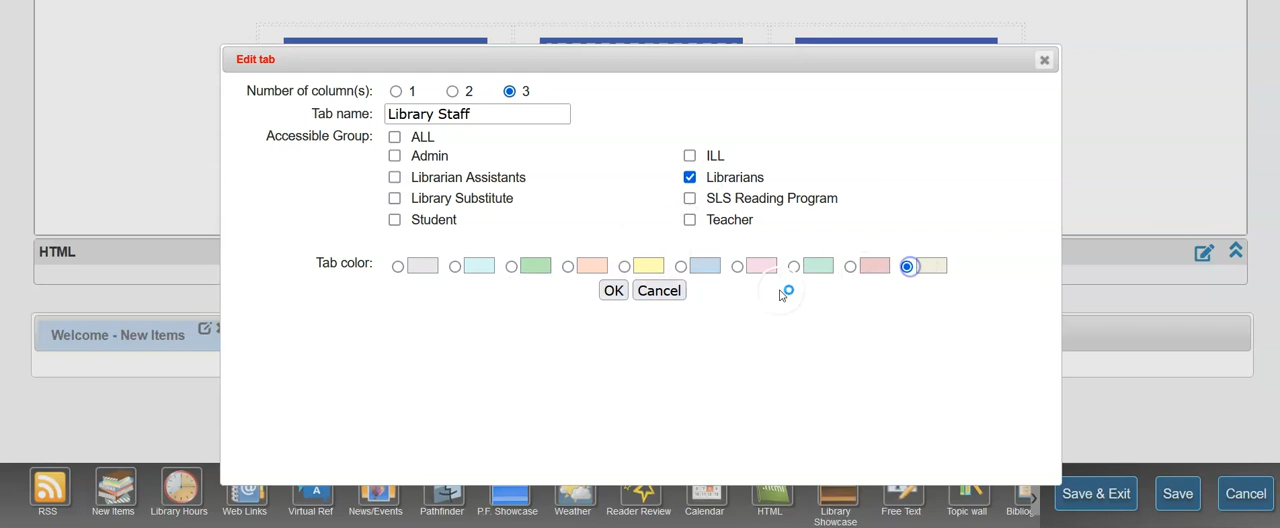 Edit tab
Number of column(s): 1 2 3
Tab name: Library Staff
Accessible Group: ALL
Admin ILL
Librarian Assistants Librarians
Library Substitute SLS Reading Program
Student Teacher
HTML
Tab color:
OK Cancel
Welcome - New Items
RSS New Items Library Hours Web Links Virtual Ref News/Events Pathfinder P.F. Showcase Weather Reader Review Calendar HTML Library Showcase Free Text Topic wall
Save & Exit Save Cancel